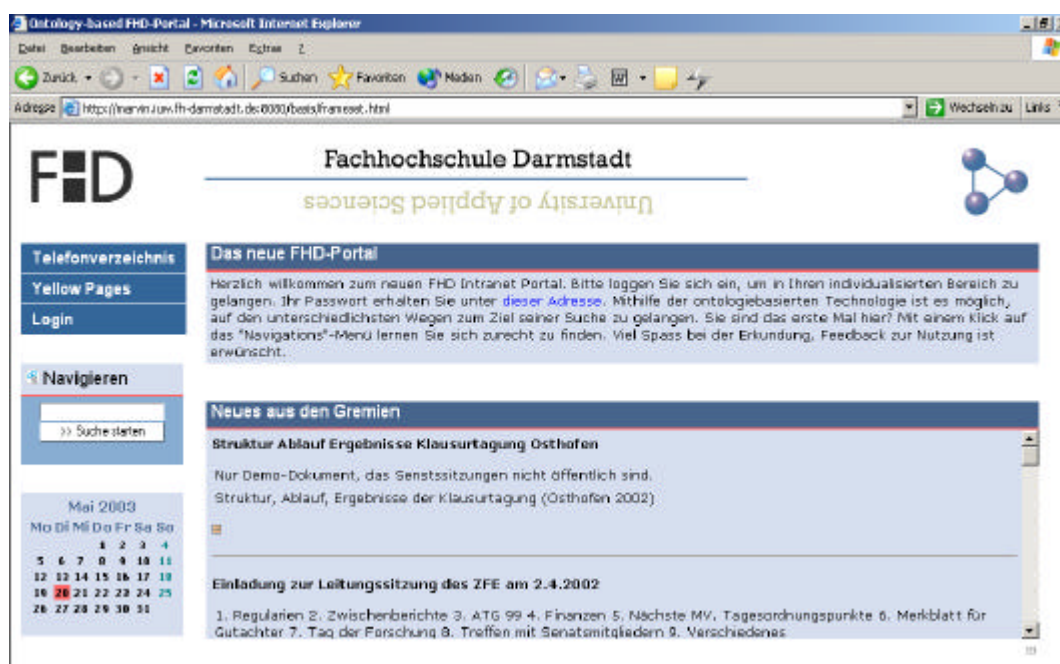 Ontology-based FHD-Portal - Microsoft Internet Explorer
Datei Bearbeiten Ansicht Favoriten Extras ?
Zurück Suchen Favoriten Medien
Adresse http://marvin.iuw.fh-darmstadt.de:8080/basis/frameset.html Wechseln zu Links
FHD
Fachhochschule Darmstadt
University of Applied Sciences
Telefonverzeichnis
Yellow Pages
Login
Das neue FHD-Portal
Herzlich willkommen zum neuen FHD Intranet Portal. Bitte loggen Sie sich ein, um in Ihren individualisierten Bereich zu
gelangen. Ihr Passwort erhalten Sie unter dieser Adresse. Mithilfe der ontologiebasierten Technologie ist es möglich,
auf den unterschiedlichsten Wegen zum Ziel seiner Suche zu gelangen. Sie sind das erste Mal hier? Mit einem Klick auf
das "Navigations"-Menü lernen Sie sich zurecht zu finden. Viel Spass bei der Erkundung, Feedback zur Nutzung ist
erwünscht.
Navigieren
>> Suche starten
Neues aus den Gremien
Struktur Ablauf Ergebnisse Klausurtagung Osthofen
Nur Demo-Dokument, das Senstssitzungen nicht öffentlich sind.
Struktur, Ablauf, Ergebnisse der Klausurtagung (Osthofen 2002)
Einladung zur Leitungssitzung des ZFE am 2.4.2002
1. Regularien 2. Zwischenberichte 3. ATG 99 4. Finanzen 5. Nächste MV, Tagesordnungspunkte 6. Merkblatt für
Gutachter 7. Tag der Forschung 8. Treffen mit Senatsmitgliedern 9. Verschiedenes
Mai 2003
Mo Di Mi Do Fr Sa So
1 2 3 4
5 6 7 8 9 10 11
12 13 14 15 16 17 18
19 20 21 22 23 24 25
26 27 28 29 30 31